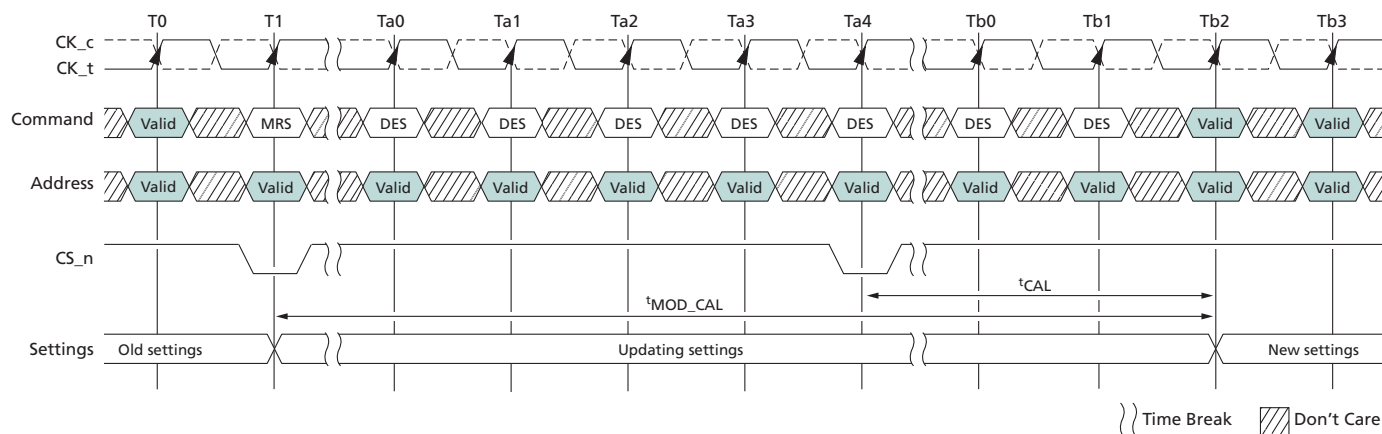 T0 T1 Ta0 Ta1 Ta2 Ta3 Ta4 Tb0 Tb1 Tb2 Tb3
CK_c
CK_t
Command Valid MRS DES DES DES DES DES DES DES Valid Valid
Address Valid Valid Valid Valid Valid Valid Valid Valid Valid Valid Valid
CS_n
tCAL
tMOD_CAL
Settings Old settings Updating settings New settings
Time Break Don't Care